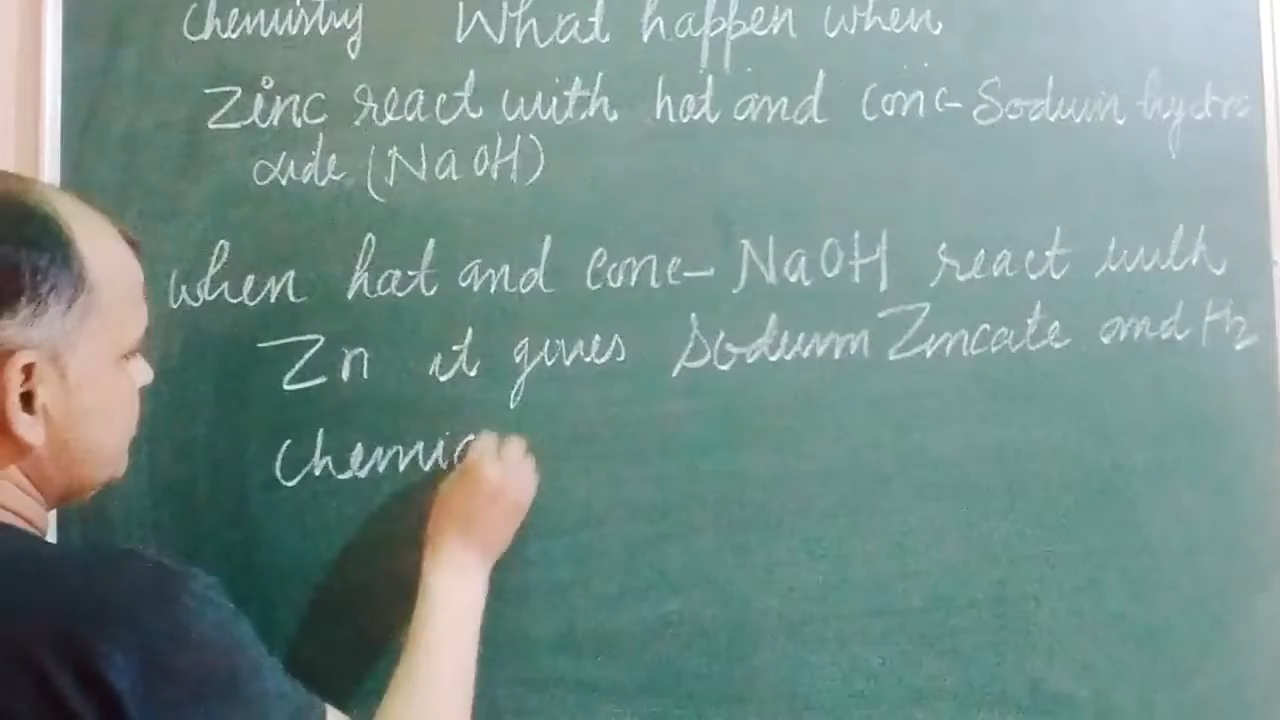 Chemistry What happen when
Zinc react with hot and conc- Sodium hydro
oxide (NaOH)
when hot and conc- NaOH react with
Zn it gives Sodium Zincate and H2
Chemic